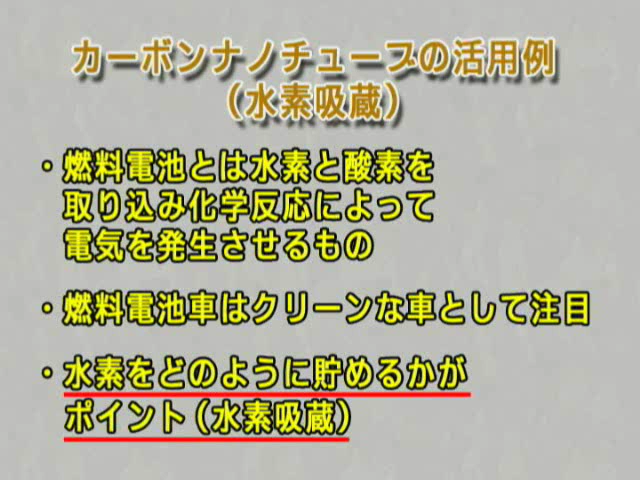 カーボンナノチューブの活用例
（水素吸蔵）
・燃料電池とは水素と酸素を
取り込み化学反応によって
電気を発生させるもの
・燃料電池車はクリーンな車として注目
・水素をどのように貯めるかが
ポイント（水素吸蔵）